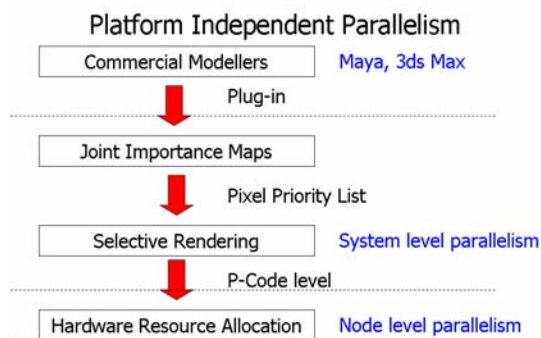 Platform Independent Parallelism
Commercial Modellers Maya, 3ds Max
Plug-in
Joint Importance Maps
Pixel Priority List
Selective Rendering System level parallelism
P-Code level
Hardware Resource Allocation Node level parallelism